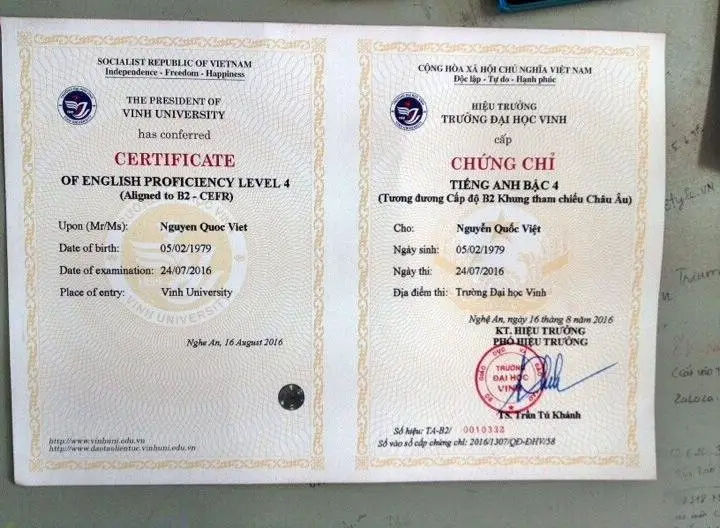 SOCIALIST REPUBLIC OF VIETNAM
Independence - Freedom - Happiness
THE PRESIDENT OF
VINH UNIVERSITY
has conferred
CERTIFICATE
OF ENGLISH PROFICIENCY LEVEL 4
(Aligned to B2 - CEFR)
Upon (Mr/Ms): Nguyen Quoc Viet
Date of birth: 05/02/1979
Date of examination: 24/07/2016
Place of entry: Vinh University
VINH UNIVERSITY
Nghe An, 16 August 2016
http://www.vinhuni.edu.vn
http://www.daotaolientuc.vinhuni.edu.vn
CỘNG HÒA XÃ HỘI CHỦ NGHĨA VIỆT NAM
Độc lập - Tự do - Hạnh phúc
HIỆU TRƯỞNG
TRƯỜNG ĐẠI HỌC VINH
cấp
CHỨNG CHỈ
TIẾNG ANH BẬC 4
(Tương đương Cấp độ B2 Khung tham chiếu Châu Âu)
Cho: Nguyễn Quốc Việt
Ngày sinh: 05/02/1979
Ngày thi: 24/07/2016
Địa điểm thi: Trường Đại học Vinh
Nghệ An, ngày 16 tháng 8 năm 2016
KT. HIỆU TRƯỞNG
PHÓ HIỆU TRƯỞNG
TRƯỜNG
ĐẠI HỌC
VINH
TS. Trần Tú Khánh
Số hiệu: TA-B2/ 0010332
Số vào sổ cấp chứng chỉ: 2016/1307/QĐ-ĐHV/58